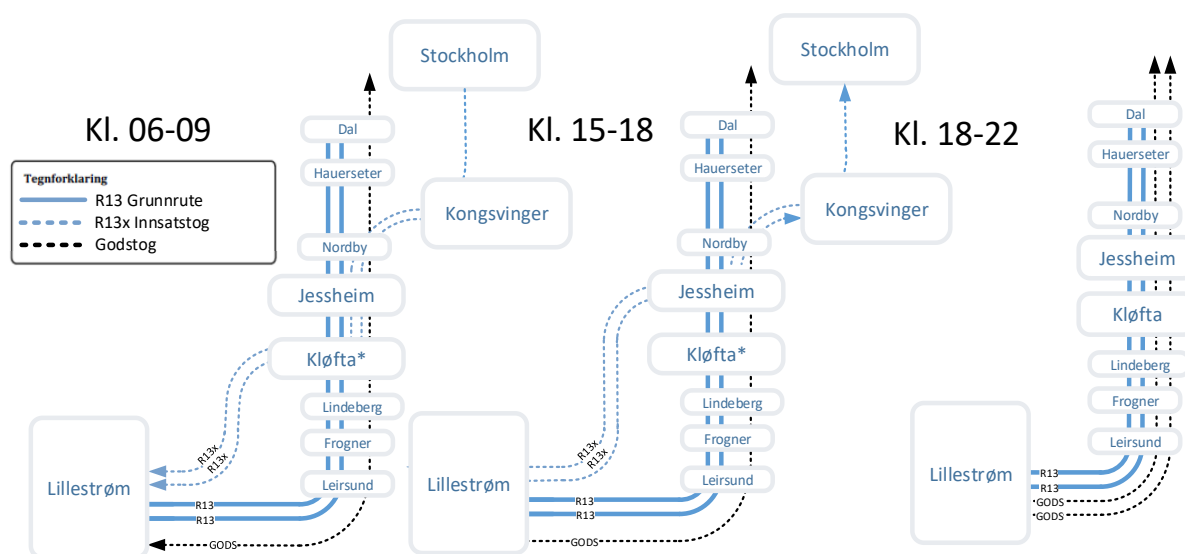 Kl. 06-09
Tegnforklaring
R13 Grunnrute
R13x Innsatstog
Godstog
Stockholm
Dal
Hauerseter
Kongsvinger
Nordby
Jessheim
Kløfta*
Lindeberg
Frogner
Leirsund
Lillestrøm
R13x
R13x
R13
R13
GODS
Kl. 15-18
Stockholm
Dal
Hauerseter
Kongsvinger
Nordby
Jessheim
Kløfta*
Lindeberg
Frogner
Leirsund
Lillestrøm
R13x
R13x
R13
R13
GODS
Kl. 18-22
Dal
Hauerseter
Nordby
Jessheim
Kløfta
Lindeberg
Frogner
Leirsund
Lillestrøm
R13
R13
GODS
GODS